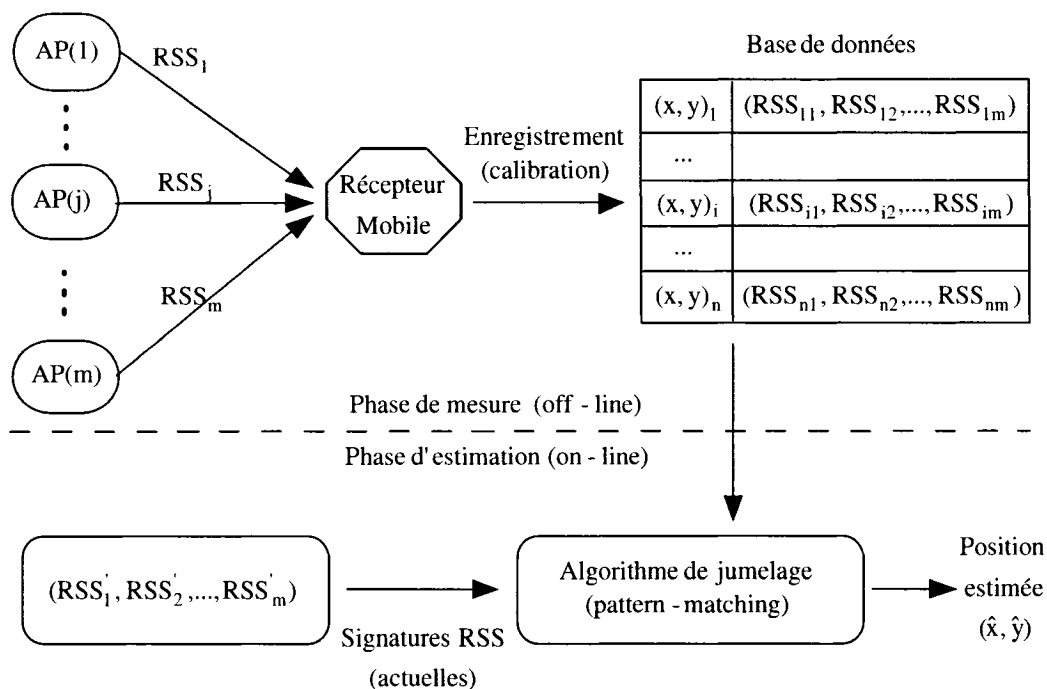 AP(1)
RSS₁
AP(j)
RSSⱼ
AP(m)
RSSₘ
Récepteur
Mobile
Enregistrement
(calibration)
Base de données
(x, y)₁ (RSS₁₁, RSS₁₂,..., RSS₁ₘ)
...
(x, y)ᵢ (RSSᵢ₁, RSSᵢ₂,..., RSSᵢₘ)
...
(x, y)ₙ (RSSₙ₁, RSSₙ₂,..., RSSₙₘ)
Phase de mesure (off - line)
Phase d'estimation (on - line)
(RSS'₁, RSS'₂,..., RSS'ₘ)
Signatures RSS
(actuelles)
Algorithme de jumelage
(pattern - matching)
Position
estimée
(x̂, ŷ)